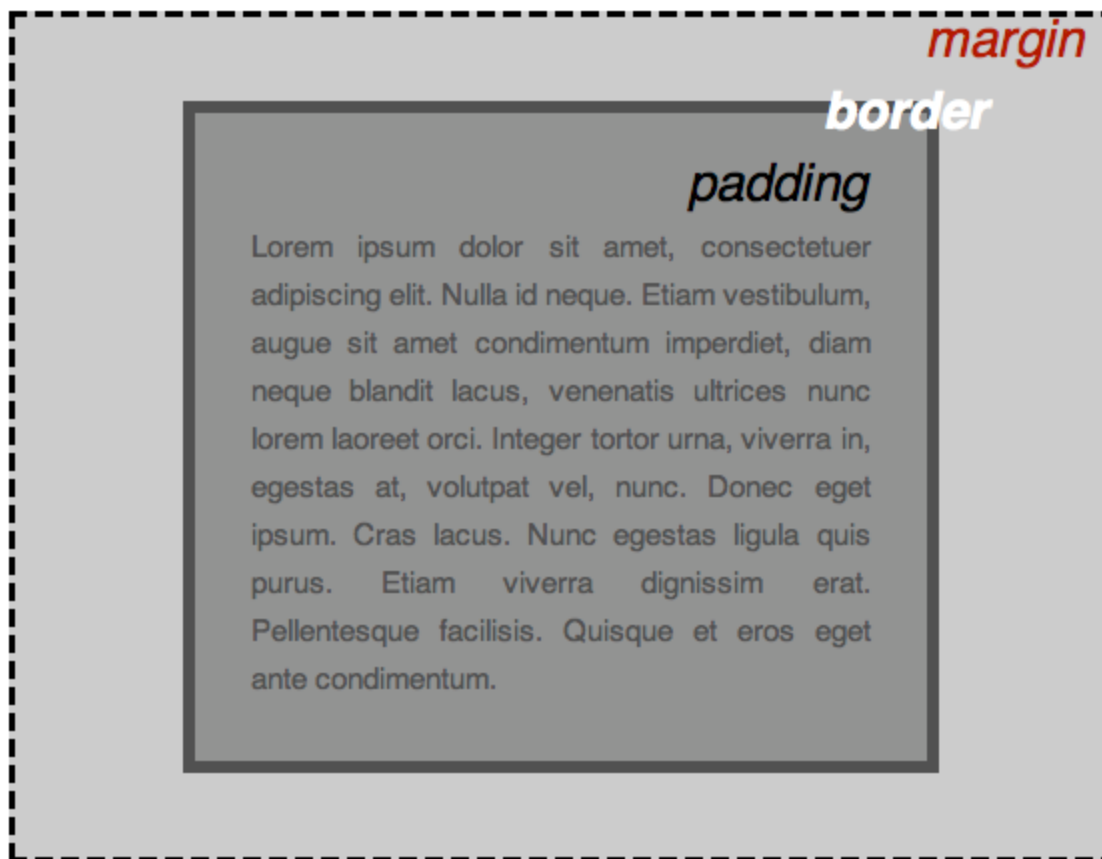 margin
border
padding
Lorem ipsum dolor sit amet, consectetuer
adipiscing elit. Nulla id neque. Etiam vestibulum,
augue sit amet condimentum imperdiet, diam
neque blandit lacus, venenatis ultrices nunc
lorem laoreet orci. Integer tortor urna, viverra in,
egestas at, volutpat vel, nunc. Donec eget
ipsum. Cras lacus. Nunc egestas ligula quis
purus. Etiam viverra dignissim erat.
Pellentesque facilisis. Quisque et eros eget
ante condimentum.